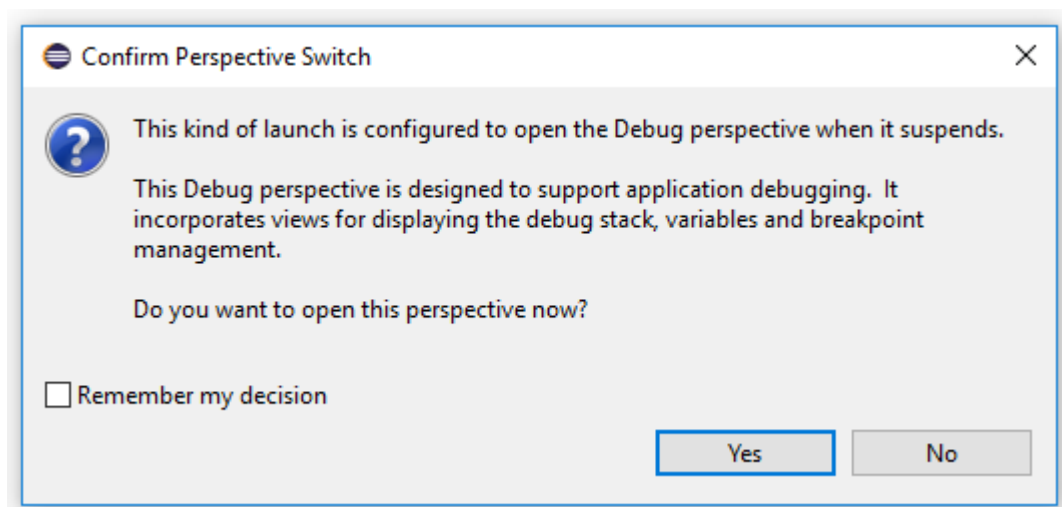 Confirm Perspective Switch
This kind of launch is configured to open the Debug perspective when it suspends.
This Debug perspective is designed to support application debugging.  It
incorporates views for displaying the debug stack, variables and breakpoint
management.
Do you want to open this perspective now?
Remember my decision
Yes
No